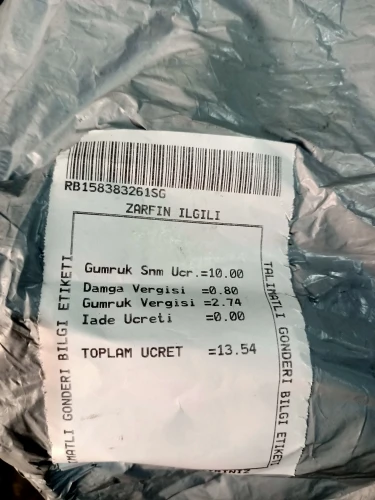 RB158383261SG
ZARFIN ILGILI
Gumruk Snm Ucr.=10.00
Damga Vergisi =0.80
Gumruk Vergisi =2.74
Iade Ucreti =0.00
TOPLAM UCRET =13.54
MATLI GONDERI BILGI ETIKETI
TALIMATLI GONDERI BILGI ETIKETI